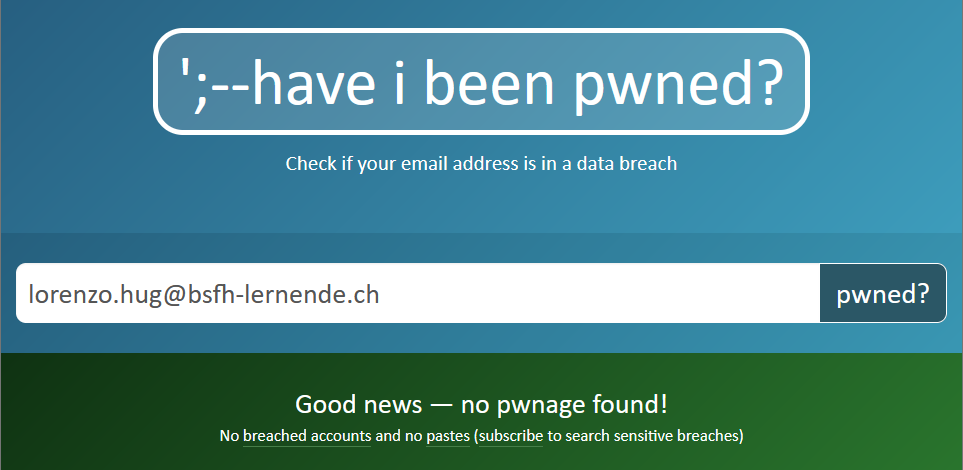 ';--have i been pwned?
Check if your email address is in a data breach
lorenzo.hug@bsfh-lernende.ch
pwned?
Good news — no pwnage found!
No breached accounts and no pastes (subscribe to search sensitive breaches)